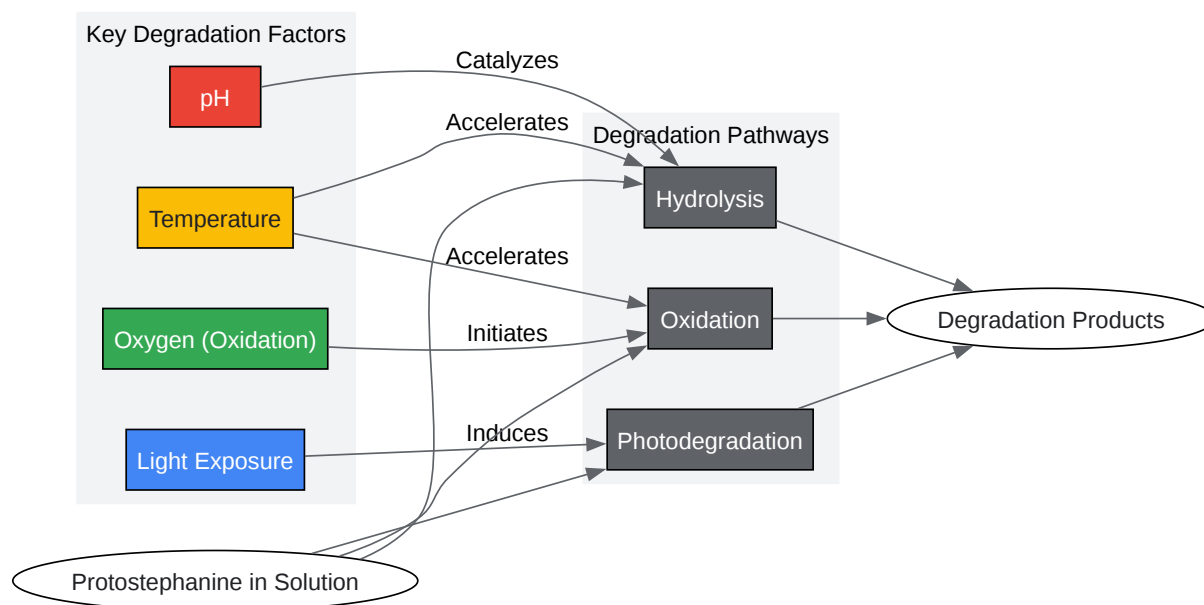 Key Degradation Factors
pH
Catalyzes
Accelerates
Degradation Pathways
Temperature
Hydrolysis
Accelerates
Oxygen (Oxidation)
Initiates
Oxidation
Degradation Products
Light Exposure
Induces
Photodegradation
Protostephanine in Solution